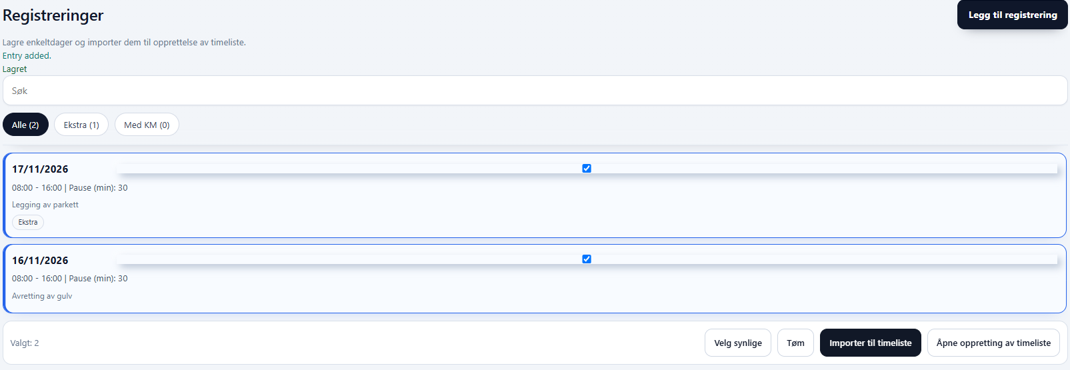 Registreringer
Legg til registrering
Lagre enkeltdager og importer dem til opprettelse av timeliste.
Entry added.
Lagret
Søk
Alle (2) Ekstra (1) Med KM (0)
17/11/2026
08:00 - 16:00 | Pause (min): 30
Legging av parkett
Ekstra
16/11/2026
08:00 - 16:00 | Pause (min): 30
Avretting av gulv
Valgt: 2 Velg synlige Tøm Importer til timeliste Åpne oppretting av timeliste